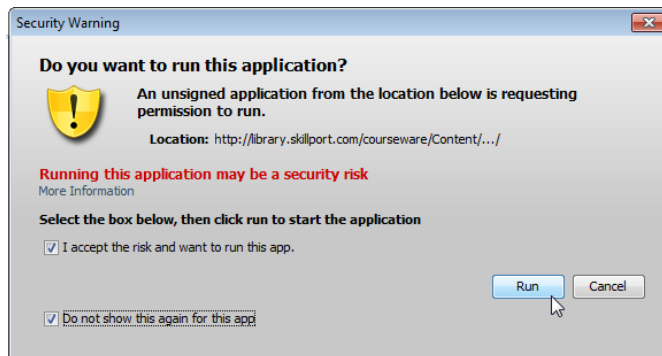 Security Warning
Do you want to run this application?
An unsigned application from the location below is requesting
permission to run.
Location: http://library.skillport.com/courseware/Content/.../
Running this application may be a security risk
More Information
Select the box below, then click run to start the application
I accept the risk and want to run this app.
Run
Cancel
Do not show this again for this app